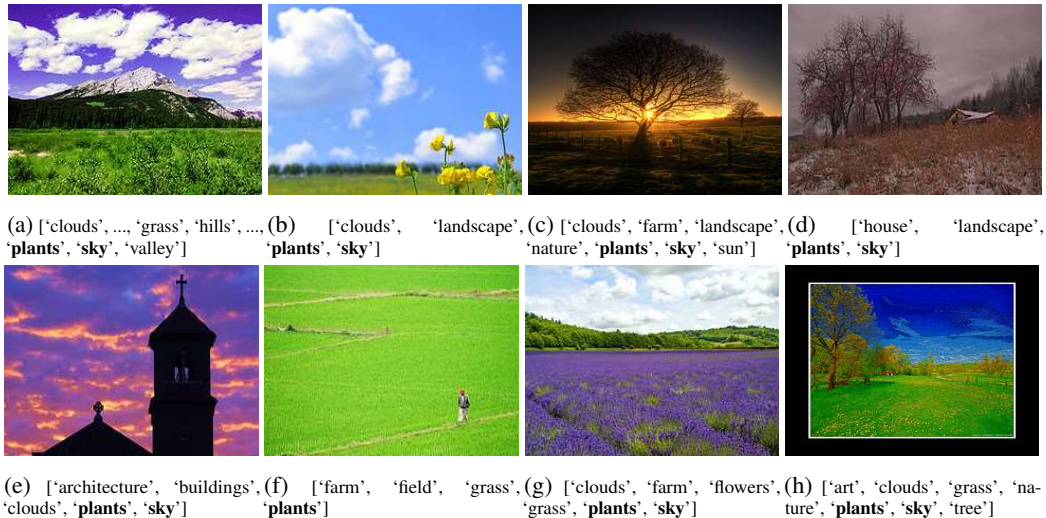 (a) [‘clouds’, ..., ‘grass’, ‘hills’, ...,
‘plants’, ‘sky’, ‘valley’]
(b) [‘clouds’, ‘landscape’,
‘plants’, ‘sky’]
(c) [‘clouds’, ‘farm’, ‘landscape’,
‘nature’, ‘plants’, ‘sky’, ‘sun’]
(d) [‘house’, ‘landscape’,
‘plants’, ‘sky’]
(e) [‘architecture’, ‘buildings’,
‘clouds’, ‘plants’, ‘sky’]
(f) [‘farm’, ‘field’, ‘grass’,
‘plants’]
(g) [‘clouds’, ‘farm’, ‘flowers’,
‘grass’, ‘plants’, ‘sky’]
(h) [‘art’, ‘clouds’, ‘grass’, ‘na-
ture’, ‘plants’, ‘sky’, ‘tree’]